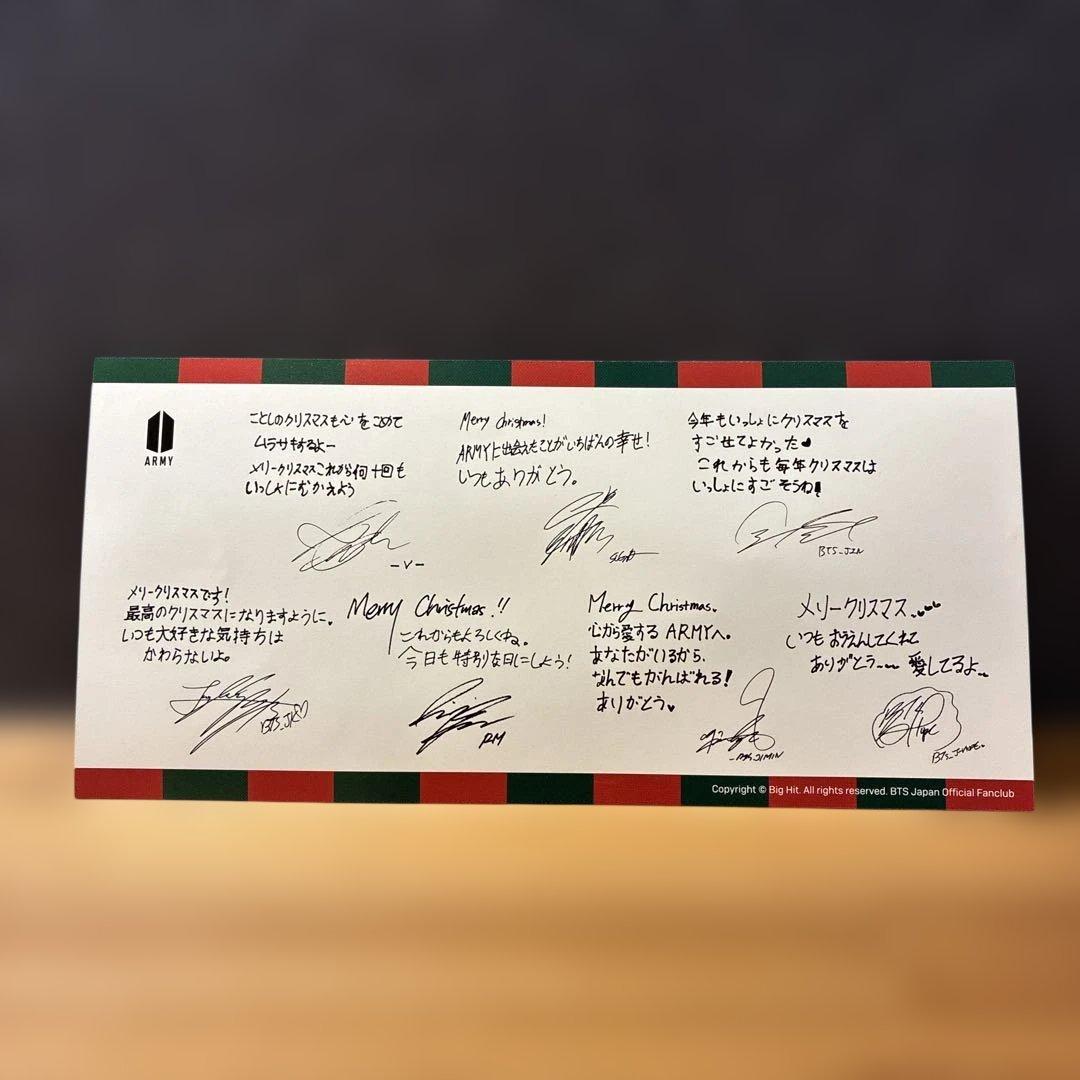 ARMY
ことしのクリスマスも心をこめて
ムラサキするよー
メリークリスマスこれから何十回も
いっしょにむかえよう
-V-
Merry Christmas!
ARMYに出会えたことがいちばんの幸せ!
いつもありがとう。
SUGA
今年もいっしょにクリスマスを
すごせてよかった♥
これからも毎年クリスマスは
いっしょにすごそうね!
BTS_JIN
メリークリスマスです!
最高のクリスマスになりますように。
いつも大好きな気持ちは
かわらないよ。
BTS_JK♡
Merry Christmas!!
これからもよろしくね。
今日も特別な日にしよう!
RM
Merry Christmas.
心から愛するARMYへ。
あなたがいるから、
なんでもがんばれる!
ありがとう♥
-BTS JIMIN
メリークリスマス
いつもおうえんしてくれて
ありがとう~~ 愛してるよ~
BTS_J-HOPE.
Copyright © Big Hit. All rights reserved. BTS Japan Official Fanclub